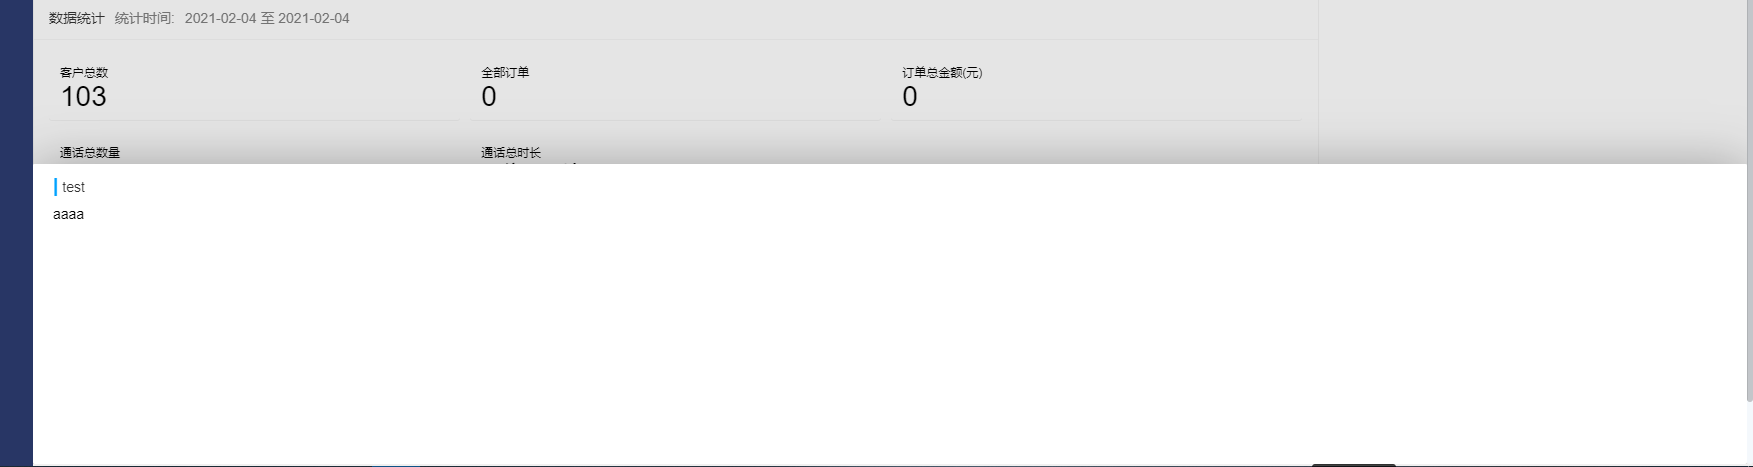 数据统计 统计时间: 2021-02-04 至 2021-02-04
客户总数 全部订单 订单总金额(元)
103 0 0
通话总数量 通话总时长
test
aaaa